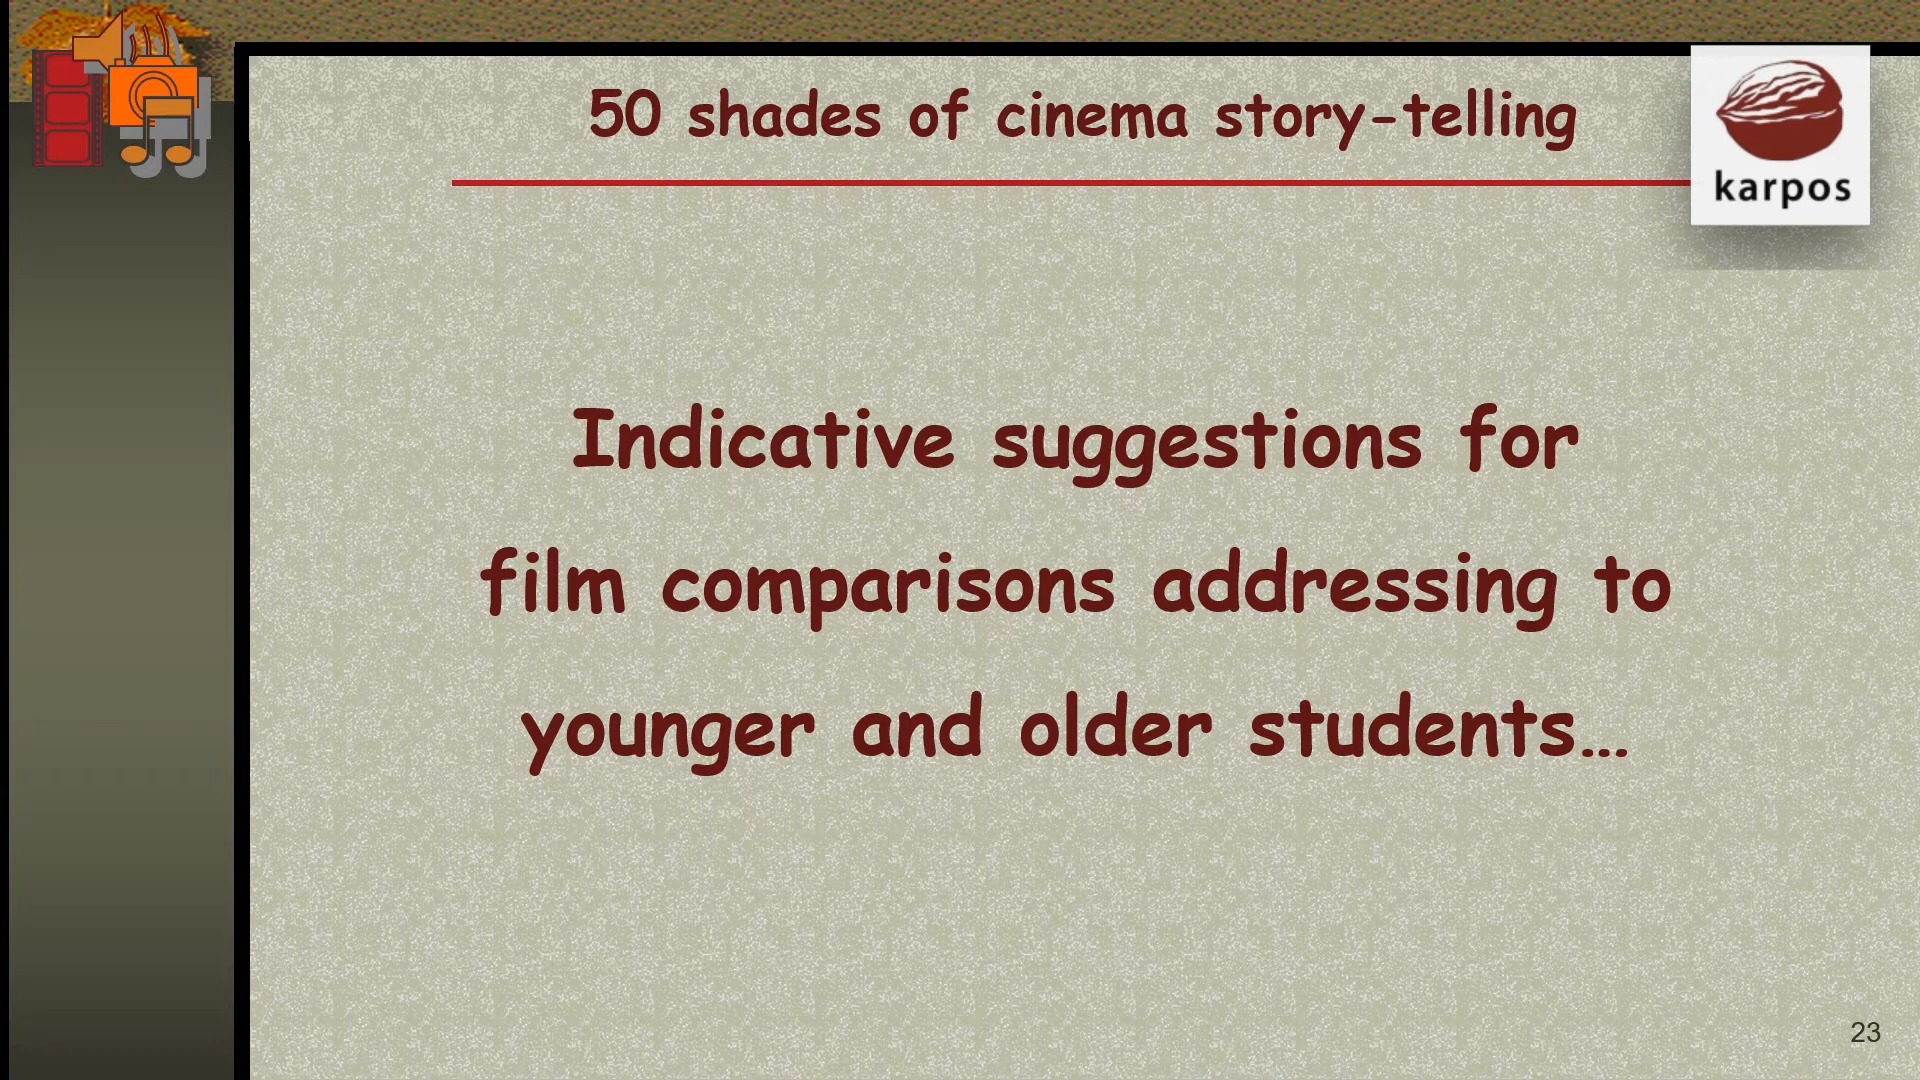 50 shades of cinema story-telling
karpos
Indicative suggestions for
film comparisons addressing to
younger and older students…
23